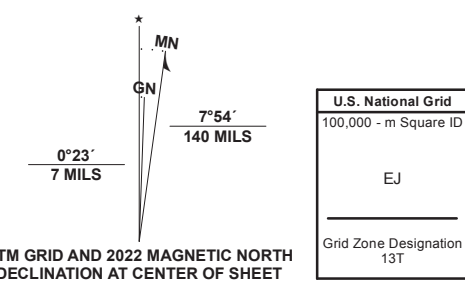 MN
GN
7°54´
140 MILS
0°23´
7 MILS
TM GRID AND 2022 MAGNETIC NORTH
DECLINATION AT CENTER OF SHEET
U.S. National Grid
100,000 - m Square ID
EJ
Grid Zone Designation
13T